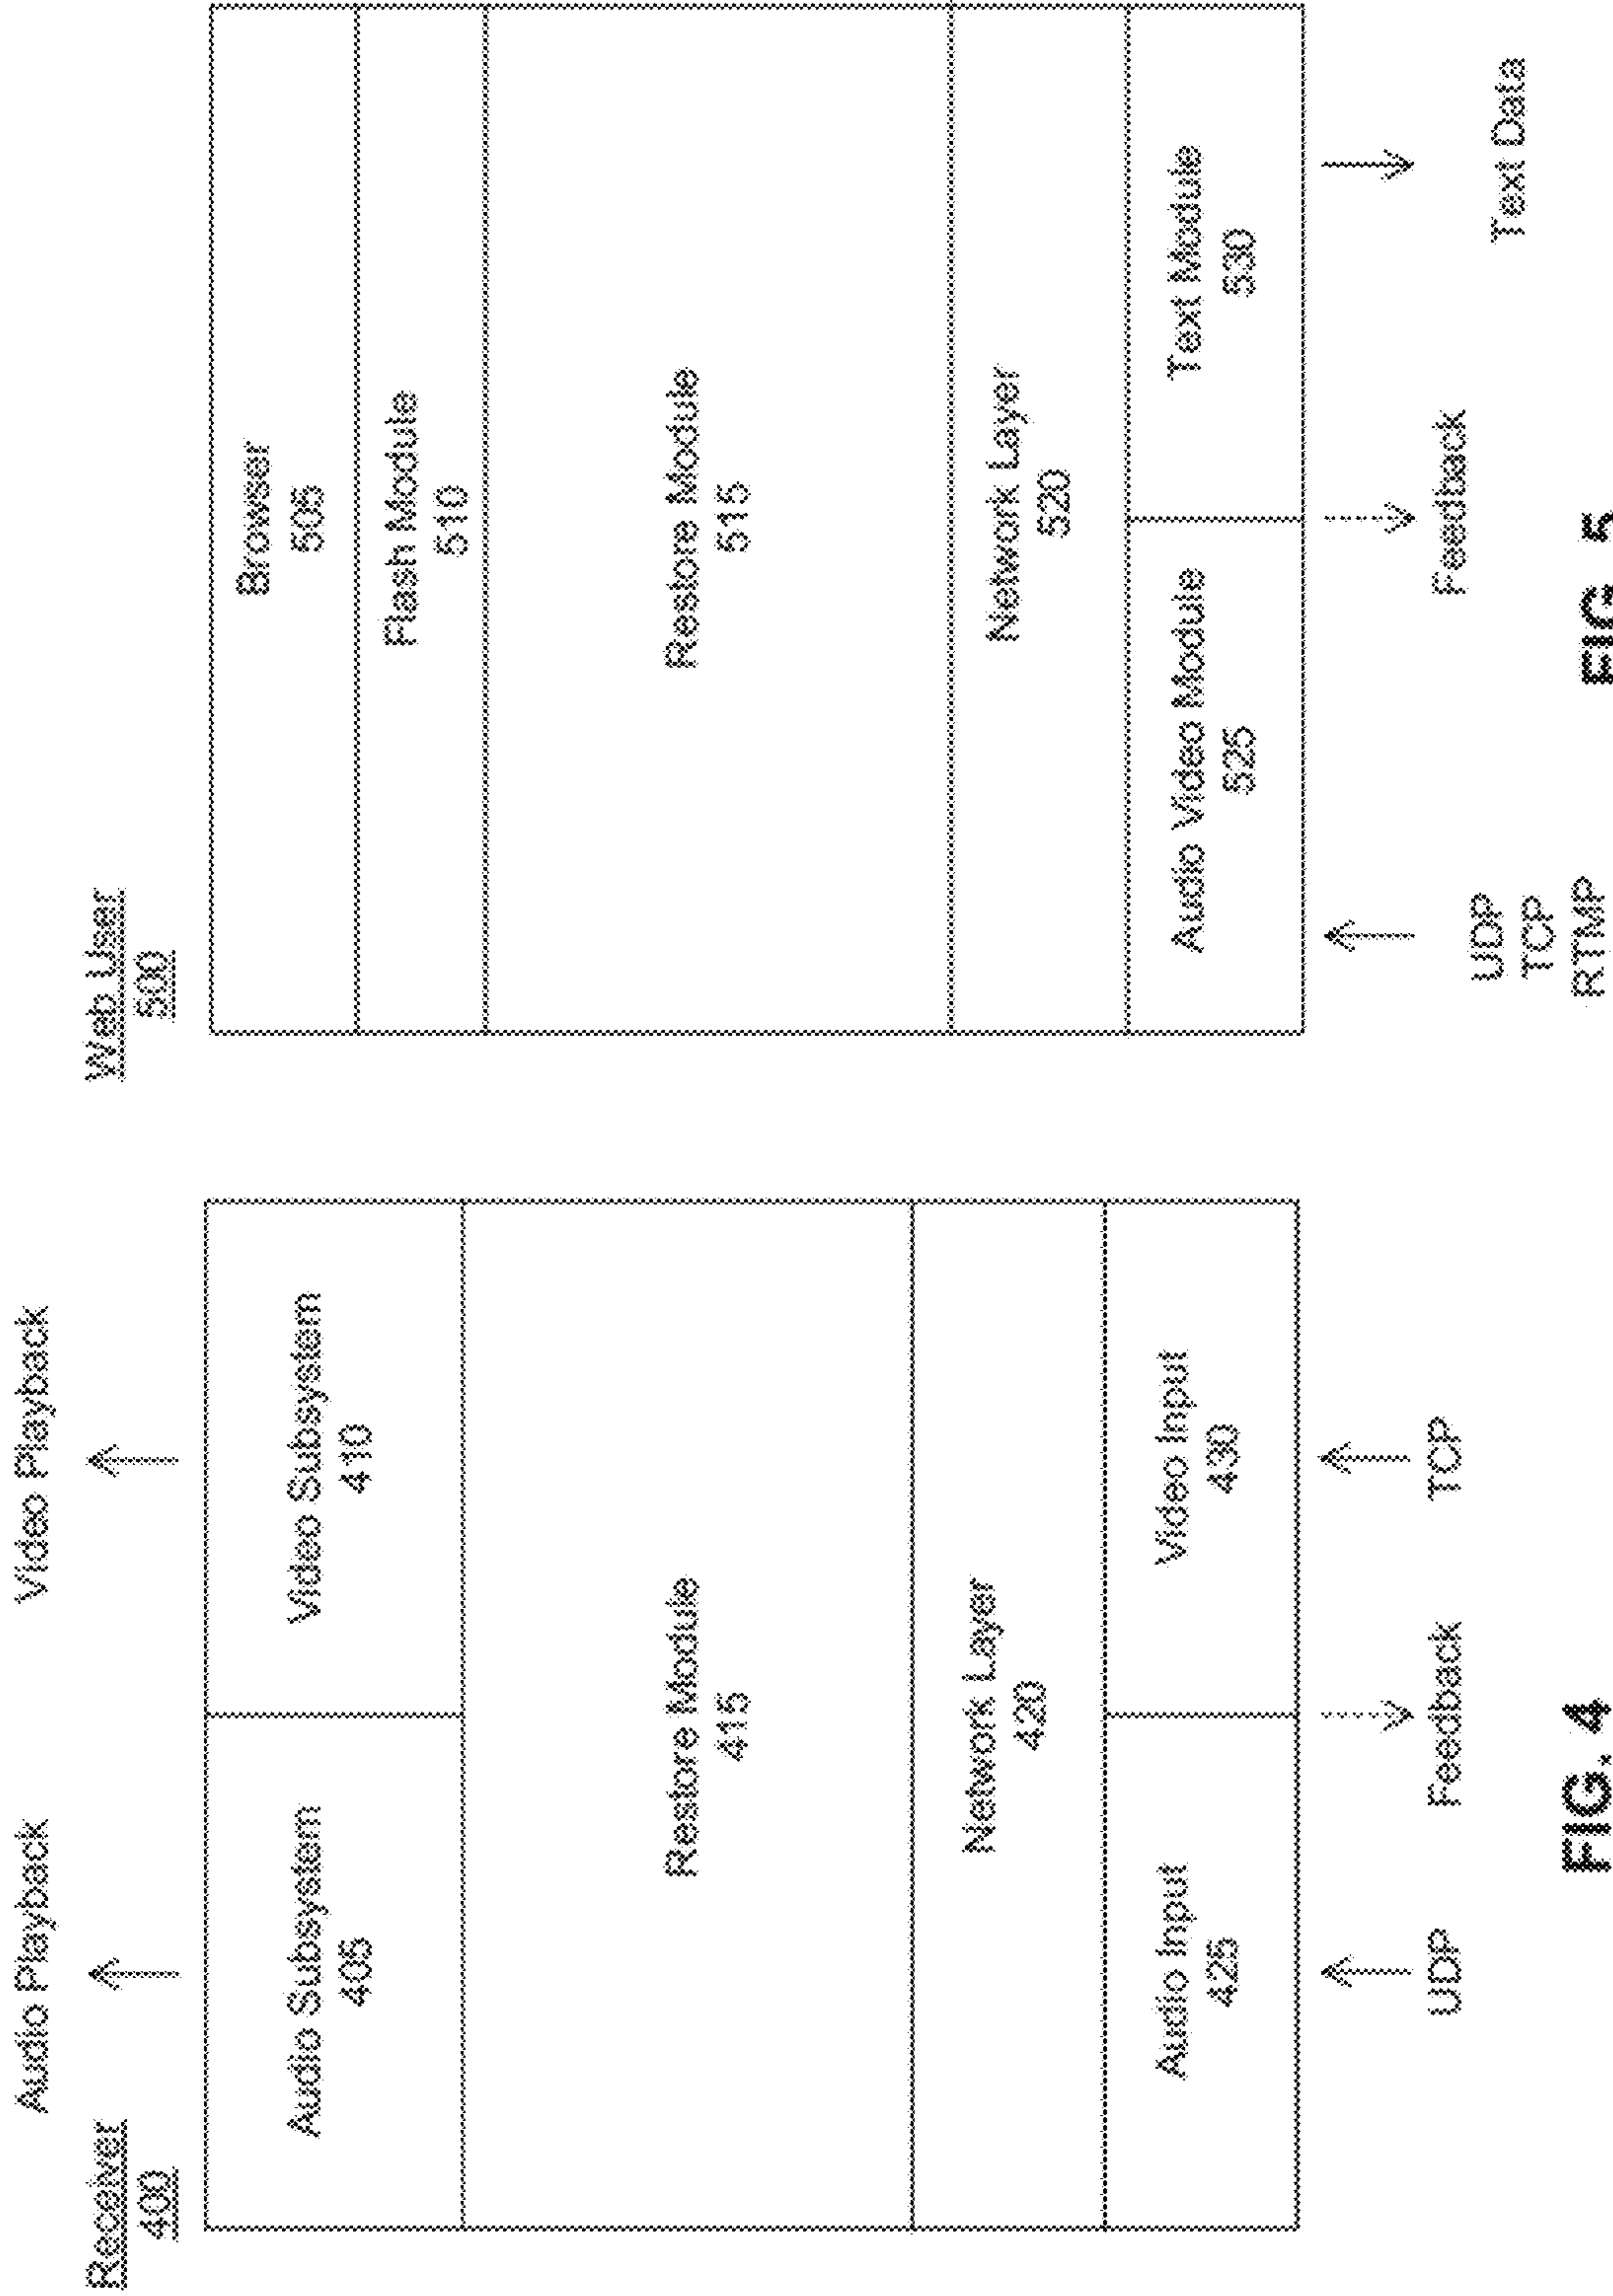 Audio Playback
Video Playback
Receiver
400
Audio Subsystem
405
Video Subsystem
410
Restore Module
415
Network Layer
420
Audio Input
425
Video Input
430
UDP
Feedback
TCP
FIG. 4
Web User
500
Browser
505
Flash Module
510
Restore Module
515
Network Layer
520
Audio Video Module
525
Text Module
530
UDP
TCP
RTMP
Feedback
Text Data
FIG. 5